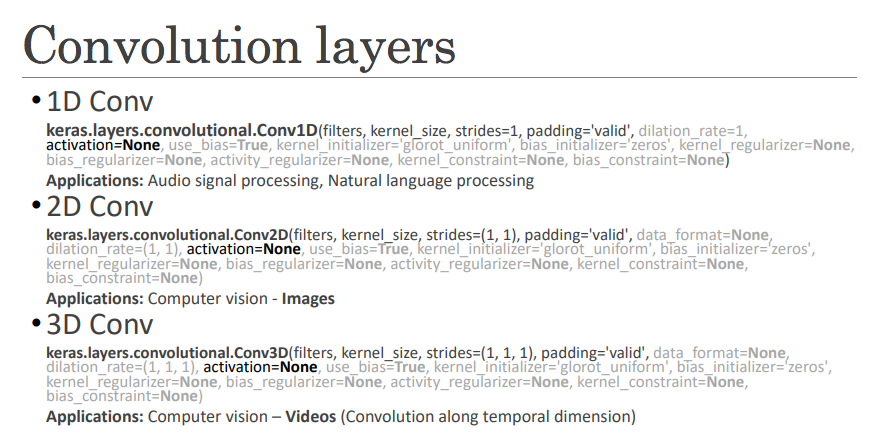 Convolution layers
• 1D Conv
keras.layers.convolutional.Conv1D(filters, kernel_size, strides=1, padding='valid', dilation_rate=1,
activation=None, use_bias=True, kernel_initializer='glorot_uniform', bias_initializer='zeros', kernel_regularizer=None,
bias_regularizer=None, activity_regularizer=None, kernel_constraint=None, bias_constraint=None)
Applications: Audio signal processing, Natural language processing
• 2D Conv
keras.layers.convolutional.Conv2D(filters, kernel_size, strides=(1, 1), padding='valid', data_format=None,
dilation_rate=(1, 1), activation=None, use_bias=True, kernel_initializer='glorot_uniform', bias_initializer='zeros',
kernel_regularizer=None, bias_regularizer=None, activity_regularizer=None, kernel_constraint=None,
bias_constraint=None)
Applications: Computer vision - Images
• 3D Conv
keras.layers.convolutional.Conv3D(filters, kernel_size, strides=(1, 1, 1), padding='valid', data_format=None,
dilation_rate=(1, 1, 1), activation=None, use_bias=True, kernel_initializer='glorot_uniform', bias_initializer='zeros',
kernel_regularizer=None, bias_regularizer=None, activity_regularizer=None, kernel_constraint=None,
bias_constraint=None)
Applications: Computer vision – Videos (Convolution along temporal dimension)